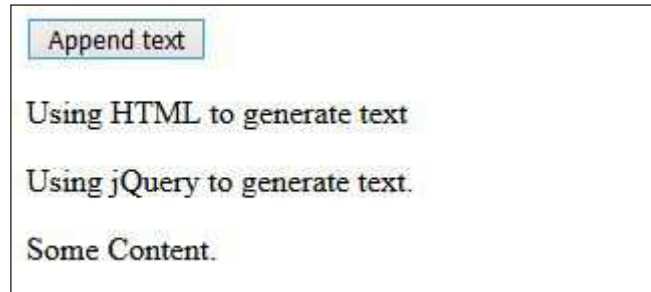 Append text
Using HTML to generate text
Using jQuery to generate text.
Some Content.